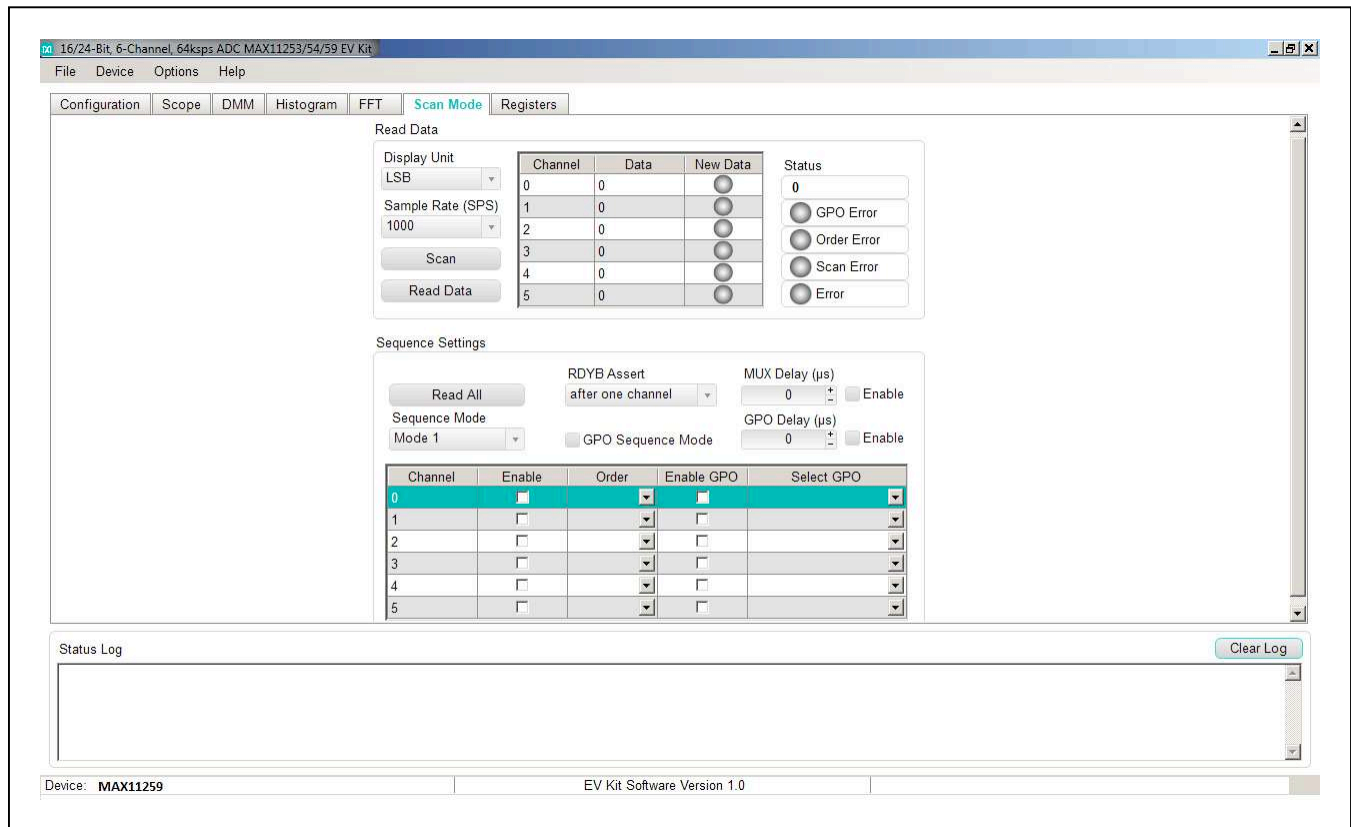 16/24-Bit, 6-Channel, 64ksps ADC MAX11253/54/59 EV Kit
File Device Options Help
Configuration Scope DMM Histogram FFT Scan Mode Registers
Read Data
Display Unit
LSB
Sample Rate (SPS)
1000
Scan
Read Data
Channel Data New Data
0 0
1 0
2 0
3 0
4 0
5 0
Status
0
GPO Error
Order Error
Scan Error
Error
Sequence Settings
Read All
Sequence Mode
Mode 1
RDYB Assert
after one channel
GPO Sequence Mode
MUX Delay (µs)
0 Enable
GPO Delay (µs)
0 Enable
Channel Enable Order Enable GPO Select GPO
0
1
2
3
4
5
Status Log
Clear Log
Device: MAX11259
EV Kit Software Version 1.0